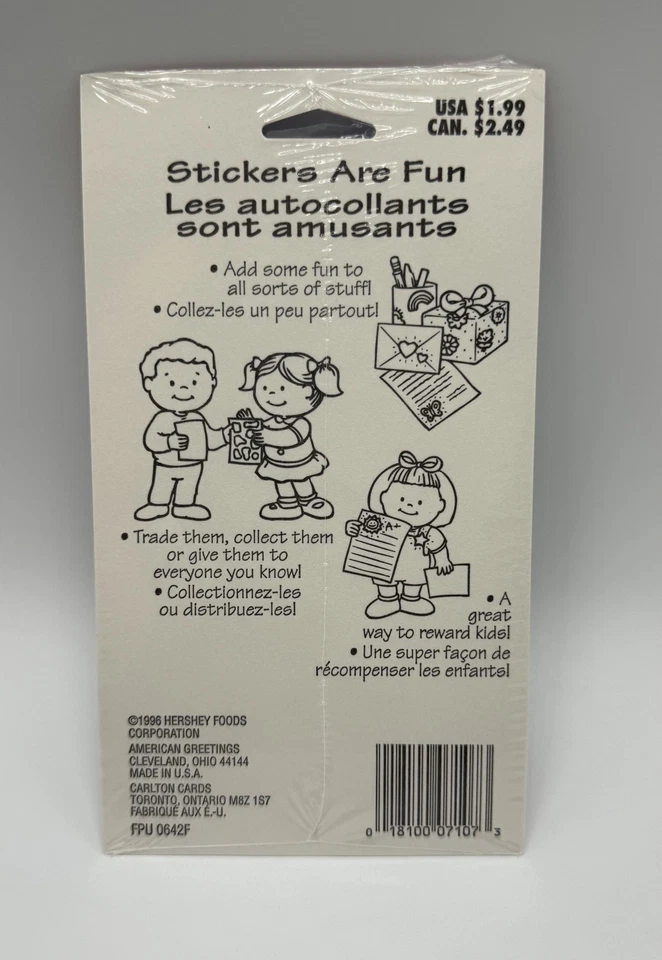 USA $1.99
CAN. $2.49
Stickers Are Fun
Les autocollants
sont amusants
• Add some fun to
all sorts of stuff!
• Collez-les un peu partout!
A+
• Trade them, collect them
or give them to
everyone you know!
• Collectionnez-les
ou distribuez-les!
• A
great
way to reward kids!
• Une super façon de
récompenser les enfants!
©1996 HERSHEY FOODS
CORPORATION
AMERICAN GREETINGS
CLEVELAND, OHIO 44144
MADE IN U.S.A.
CARLTON CARDS
TORONTO, ONTARIO M8Z 1S7
FABRIQUÉ AUX É.-U.
FPU 0642F
0 18100 07107 3